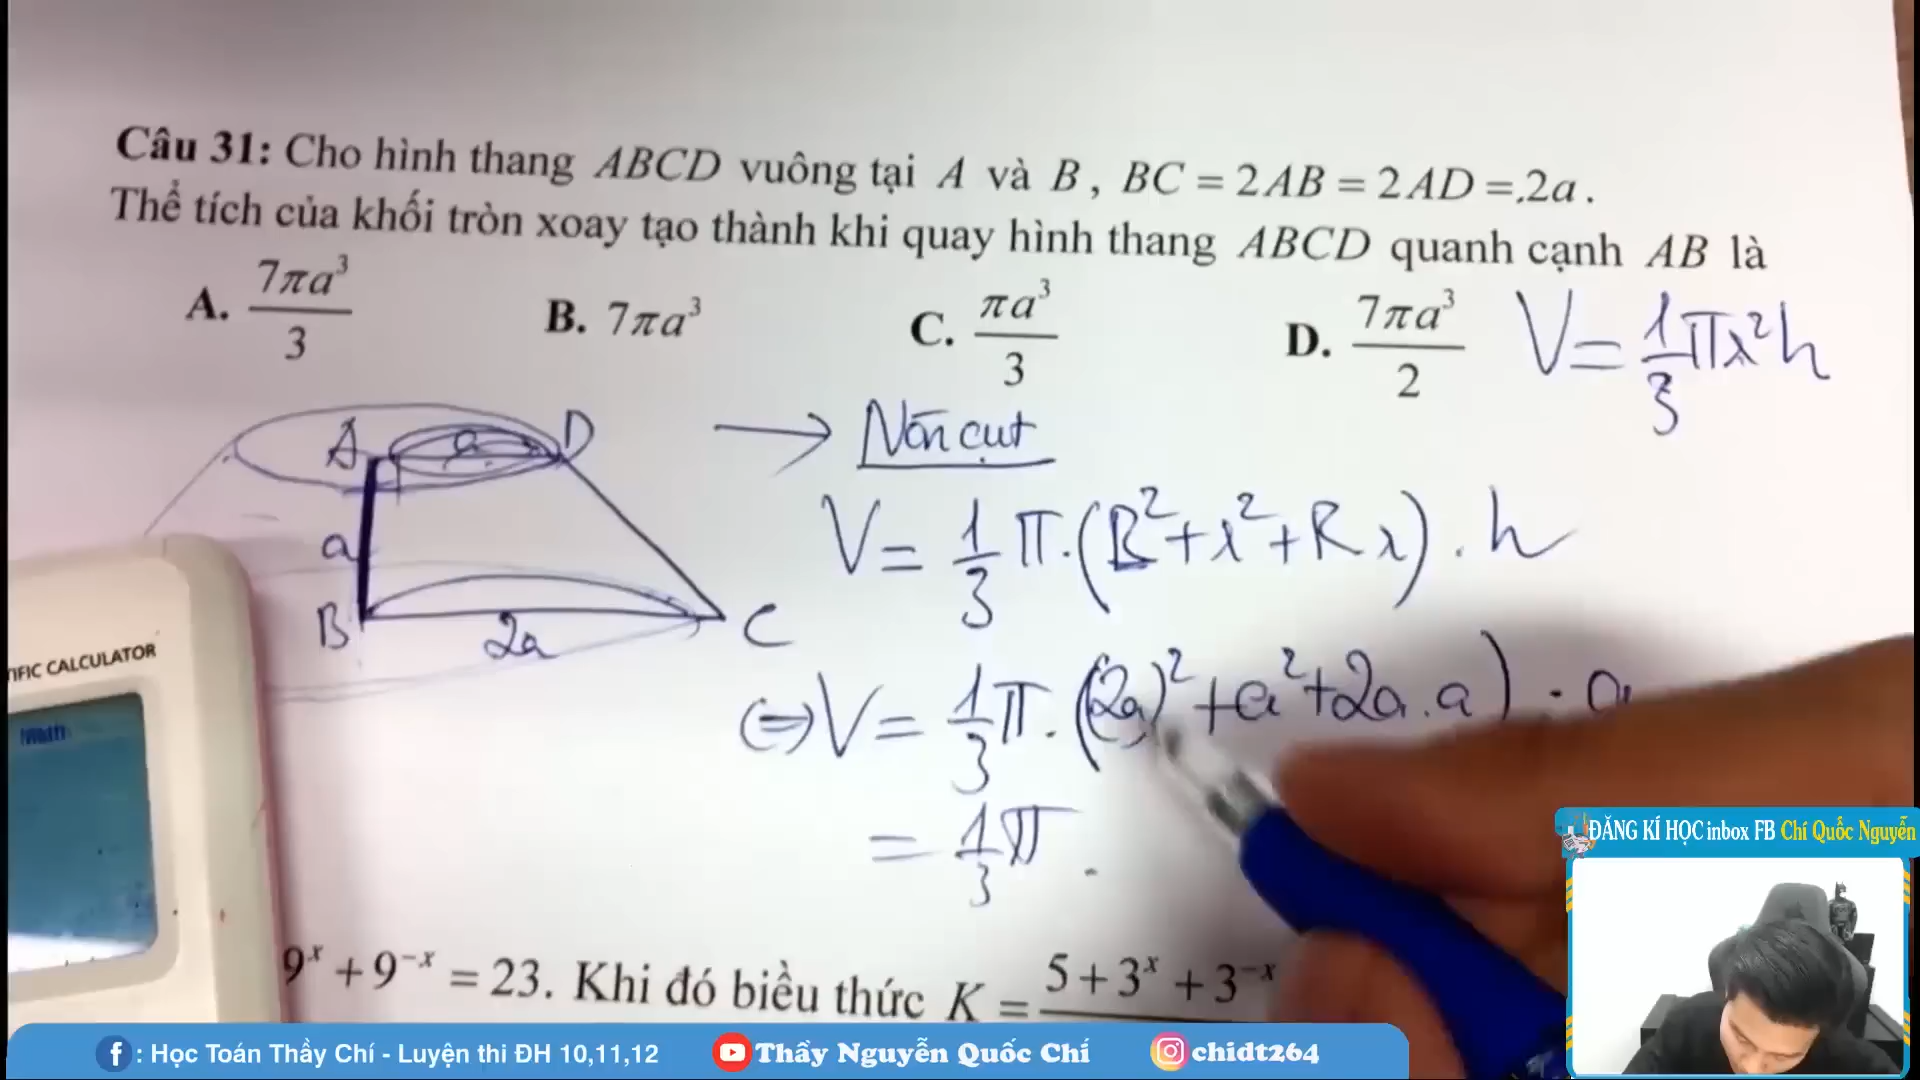 Câu 31: Cho hình thang ABCD vuông tại A và B, BC = 2AB = 2AD = 2a.
Thể tích của khối tròn xoay tạo thành khi quay hình thang ABCD quanh cạnh AB là
A. 7πa³/3 B. 7πa³ C. πa³/3 D. 7πa³/2
V = 1/3 πr²h
A a D
a
B 2a C
→ Nón cụt
V = 1/3 π.(R² + r² + Rr).h
(=) V = 1/3 π.((2a)² + a² + 2a.a).a
= 1/3 π .
CALCULATOR
Math
9ˣ + 9⁻ˣ = 23. Khi đó biểu thức K = 5 + 3ˣ + 3⁻ˣ
ĐĂNG KÍ HỌC inbox FB Chí Quốc Nguyễn
f : Học Toán Thầy Chí - Luyện thi ĐH 10,11,12 Thầy Nguyễn Quốc Chí chidt264